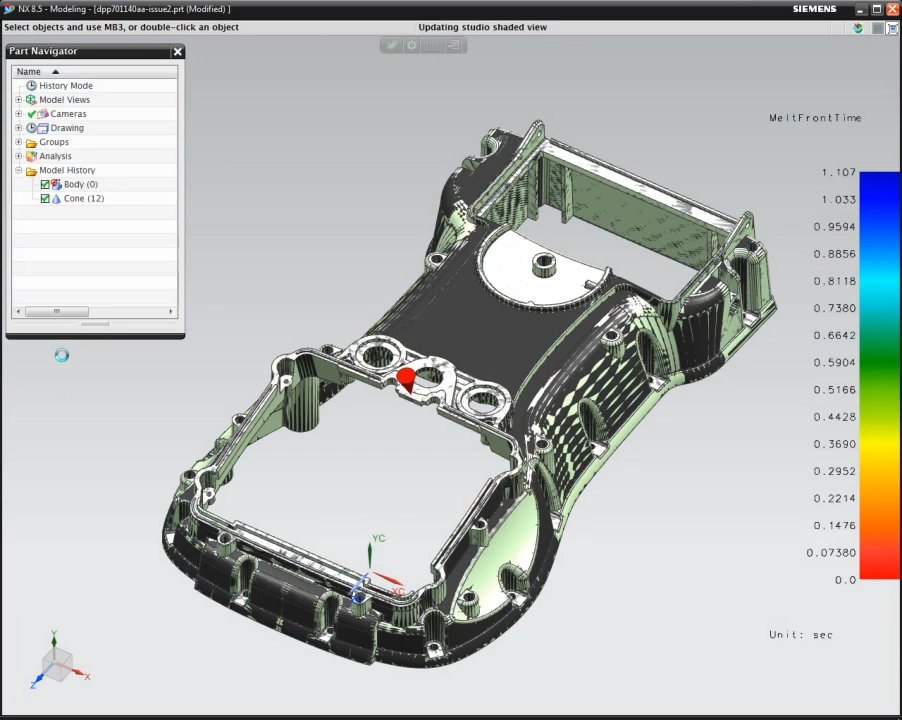 NX 8.5 - Modeling - [dpp701140aa-issue2.prt (Modified) ]
SIEMENS
Select objects and use MB3, or double-click an object
Updating studio shaded view
Part Navigator
Name
History Mode
Model Views
Cameras
Drawing
Groups
Analysis
Model History
Body (0)
Cone (12)
MeltFrontTime
1.107
1.033
0.9594
0.8856
0.8118
0.7380
0.6642
0.5904
0.5166
0.4428
0.3690
0.2952
0.2214
0.1476
0.07380
0.0
Unit: sec
YC
XC
Y
X
Z